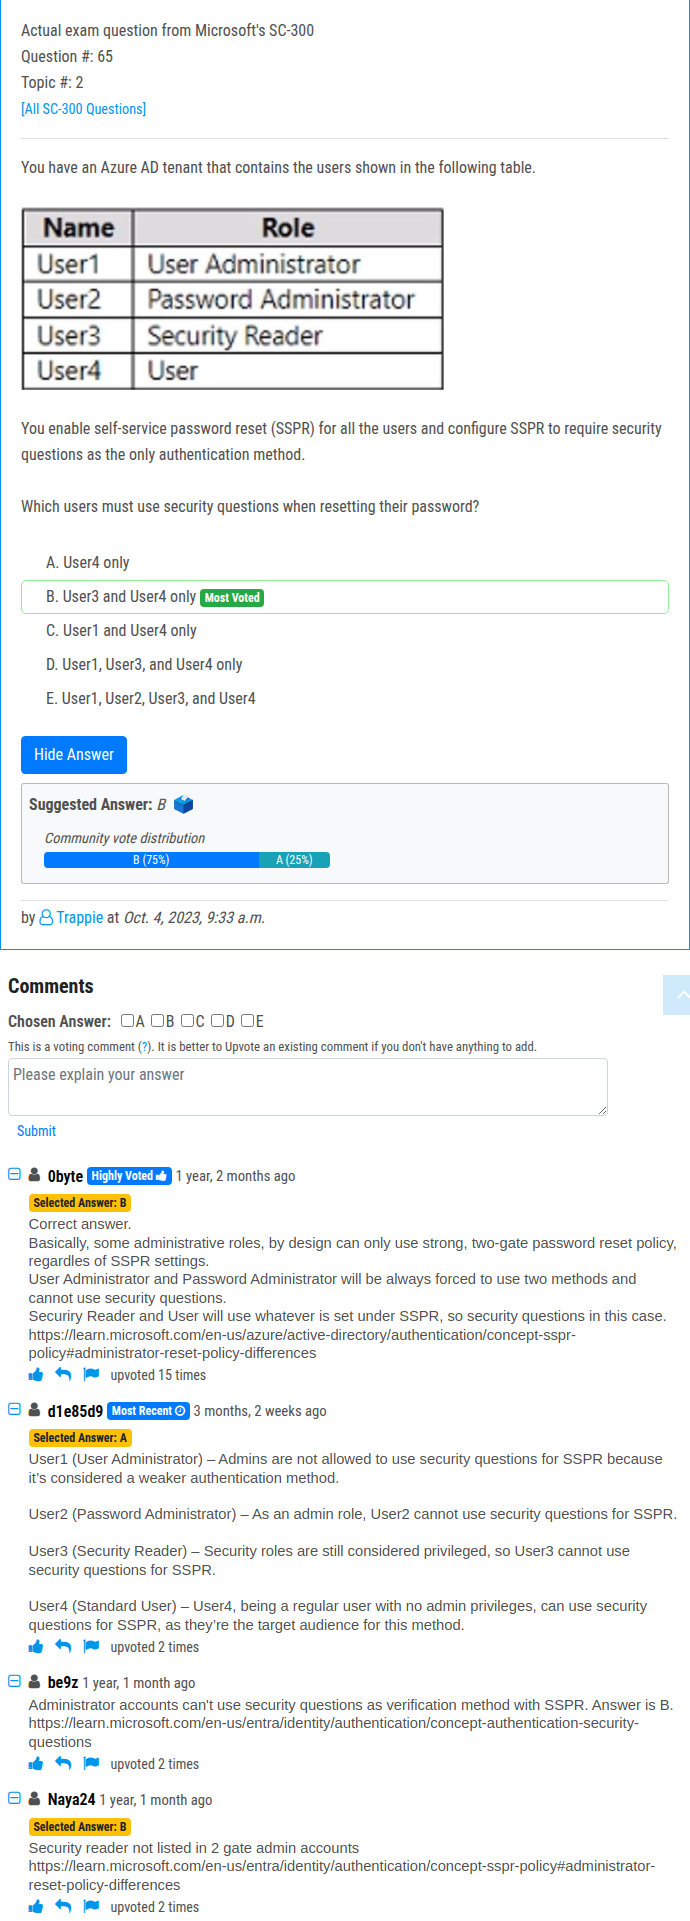 Actual exam question from Microsoft's SC-300
Question #: 65
Topic #: 2
[All SC-300 Questions]
You have an Azure AD tenant that contains the users shown in the following table.
Name Role
User1 User Administrator
User2 Password Administrator
User3 Security Reader
User4 User
You enable self-service password reset (SSPR) for all the users and configure SSPR to require security
questions as the only authentication method.
Which users must use security questions when resetting their password?
A. User4 only
B. User3 and User4 only Most Voted
C. User1 and User4 only
D. User1, User3, and User4 only
E. User1, User2, User3, and User4
Hide Answer
Suggested Answer: B
Community vote distribution
B (75%) A (25%)
by Trappie at Oct. 4, 2023, 9:33 a.m.
Comments
Chosen Answer: A B C D E
This is a voting comment (?). It is better to Upvote an existing comment if you don't have anything to add.
Please explain your answer
Submit
0byte Highly Voted 1 year, 2 months ago
Selected Answer: B
Correct answer.
Basically, some administrative roles, by design can only use strong, two-gate password reset policy,
regardles of SSPR settings.
User Administrator and Password Administrator will be always forced to use two methods and
cannot use security questions.
Securiry Reader and User will use whatever is set under SSPR, so security questions in this case.
https://learn.microsoft.com/en-us/azure/active-directory/authentication/concept-sspr-
policy#administrator-reset-policy-differences
upvoted 15 times
d1e85d9 Most Recent 3 months, 2 weeks ago
Selected Answer: A
User1 (User Administrator) – Admins are not allowed to use security questions for SSPR because
it's considered a weaker authentication method.
User2 (Password Administrator) – As an admin role, User2 cannot use security questions for SSPR.
User3 (Security Reader) – Security roles are still considered privileged, so User3 cannot use
security questions for SSPR.
User4 (Standard User) – User4, being a regular user with no admin privileges, can use security
questions for SSPR, as they're the target audience for this method.
upvoted 2 times
be9z 1 year, 1 month ago
Administrator accounts can't use security questions as verification method with SSPR. Answer is B.
https://learn.microsoft.com/en-us/entra/identity/authentication/concept-authentication-security-
questions
upvoted 2 times
Naya24 1 year, 1 month ago
Selected Answer: B
Security reader not listed in 2 gate admin accounts
https://learn.microsoft.com/en-us/entra/identity/authentication/concept-sspr-policy#administrator-
reset-policy-differences
upvoted 2 times